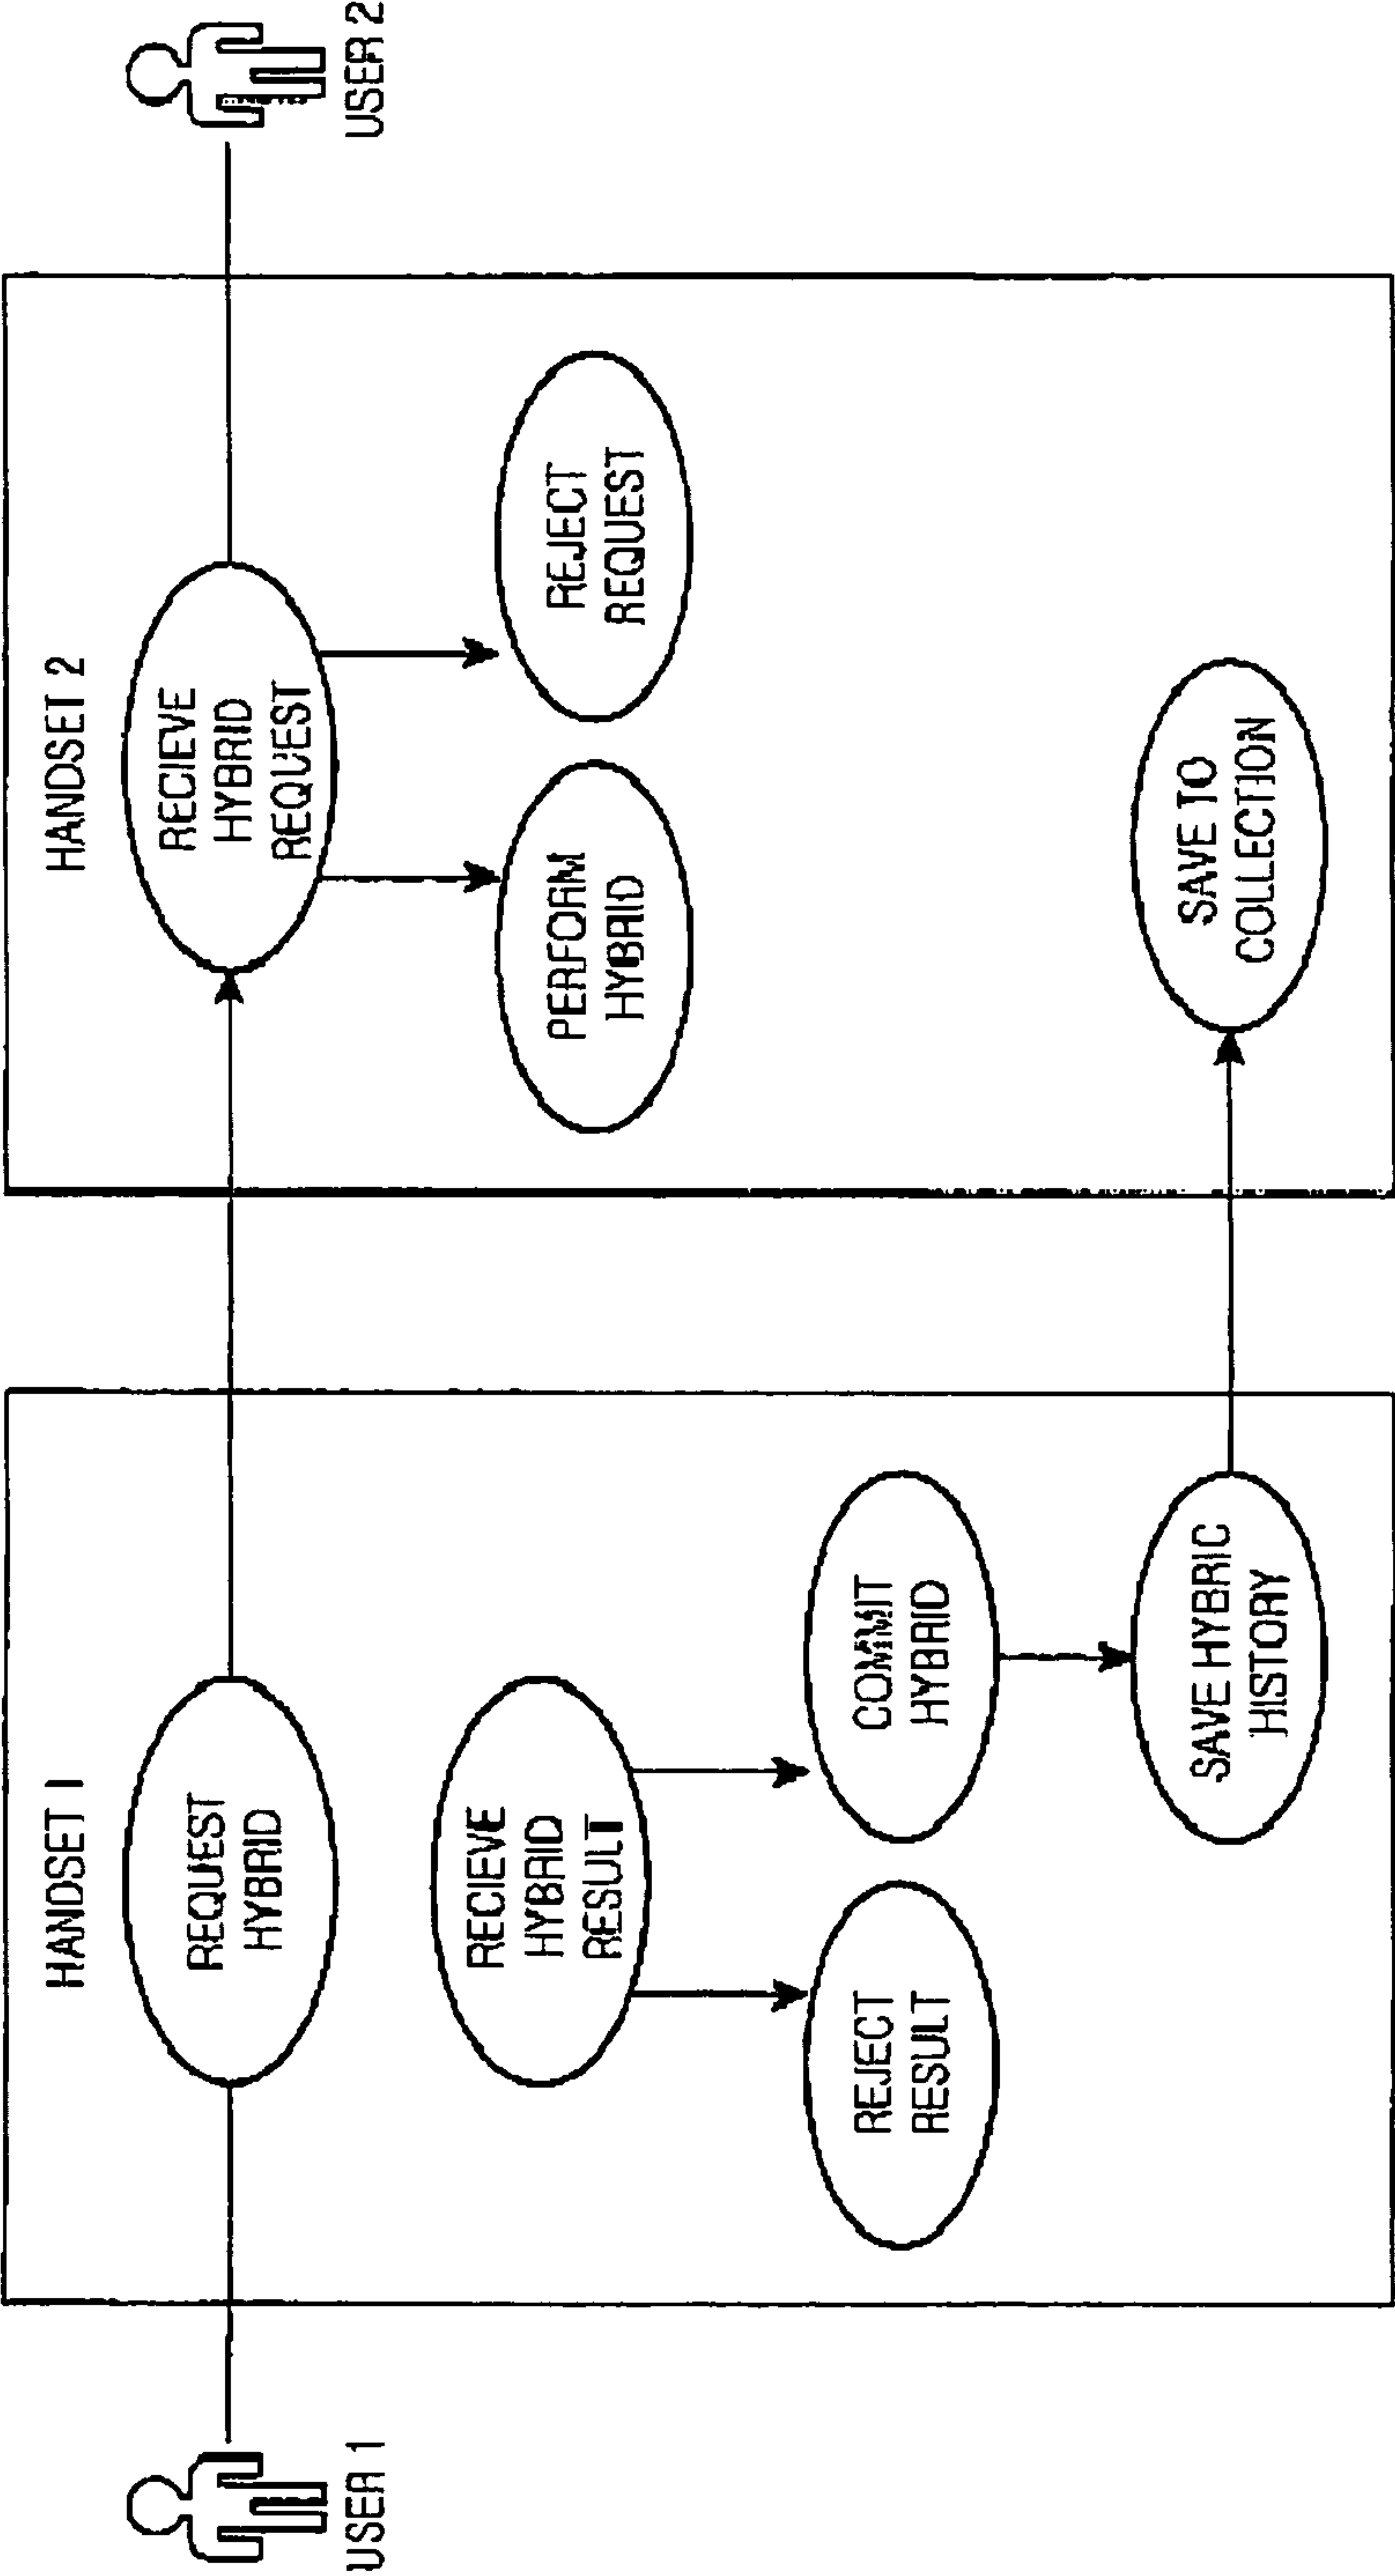 HANDSET 1
HANDSET 2
REQUEST
HYBRID
RECIEVE
HYBRID
REQUEST
USER 1
USER 2
RECIEVE
HYBRID
RESULT
PERFORM
HYBRID
REJECT
REQUEST
REJECT
RESULT
COMMIT
HYBRID
SAVE HYBRIC
HISTORY
SAVE TO
COLLECTION